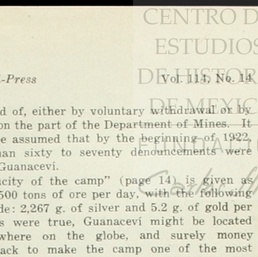 CENTRO D
ESTUDIOS
l-Press Vol. 114, No. 14
DE HISTOR
DE MEXIC
d of, either by voluntary withdrawal or by
on the part of the Department of Mines. It
e assumed that by the beginning of 1922,
han sixty to seventy denouncements were
Guanacevi.
FUNDACIÓ
icity of the camp" (page 14) is given as
500 tons of ore per day, with the following
de: 2,267 g. of silver and 5.2 g. of gold per
s were true, Guanacevi might be located
where on the globe, and surely money
ack to make the camp one of the most